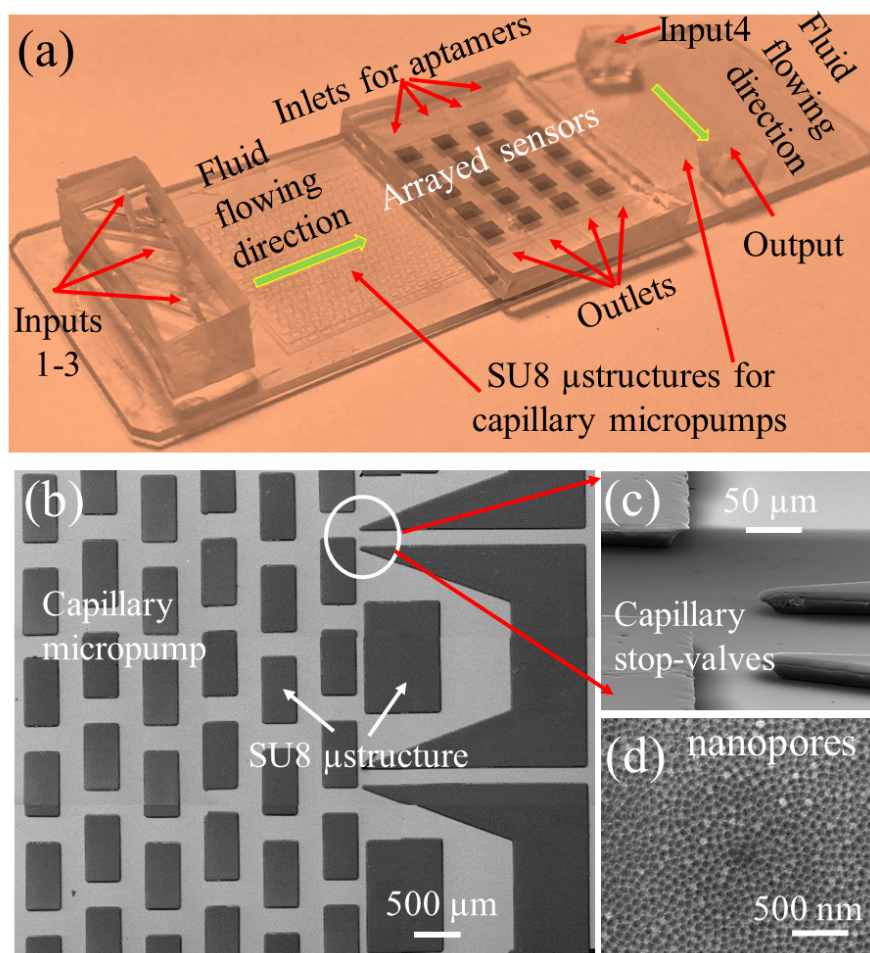 (a)
Inlets for aptamers
Input4
Fluid
flowing
direction
Fluid
flowing
direction
Arrayed sensors
Inputs
1-3
Outlets
Output
SU8 µstructures for
capillary micropumps
(b)
Capillary
micropump
SU8 µstructure
500 µm
(c)
50 µm
Capillary
stop-valves
(d)
nanopores
500 nm